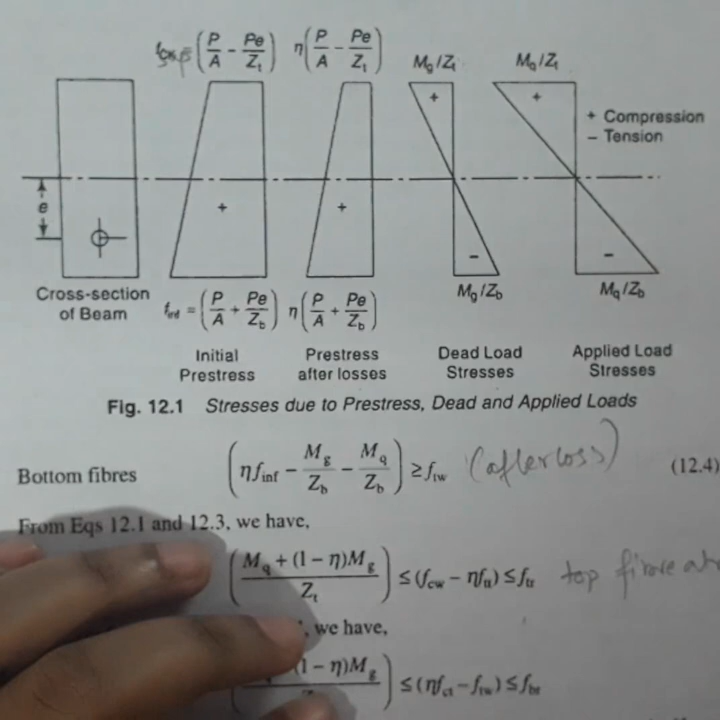 f_sup = (P/A - Pe/Z_t) η(P/A - Pe/Z_t) M_g/Z_t M_q/Z_t
+ + + Compression
- Tension
e + +
- -
Cross-section of Beam
f_inf = (P/A + Pe/Z_b) η(P/A + Pe/Z_b) M_g/Z_b M_q/Z_b
Initial Prestress
Prestress after losses
Dead Load Stresses
Applied Load Stresses
Fig. 12.1 Stresses due to Prestress, Dead and Applied Loads
Bottom fibres (ηf_inf - M_g/Z_b - M_q/Z_b) ≥ f_tw (after loss) (12.4)
From Eqs 12.1 and 12.3, we have,
(M_q + (1 - η)M_g / Z_t) ≤ (f_cw - ηf_tt) ≤ f_tr top
we have,
(1 - η)M_g ≤ (ηf_ct - f_tw) ≤ f_br